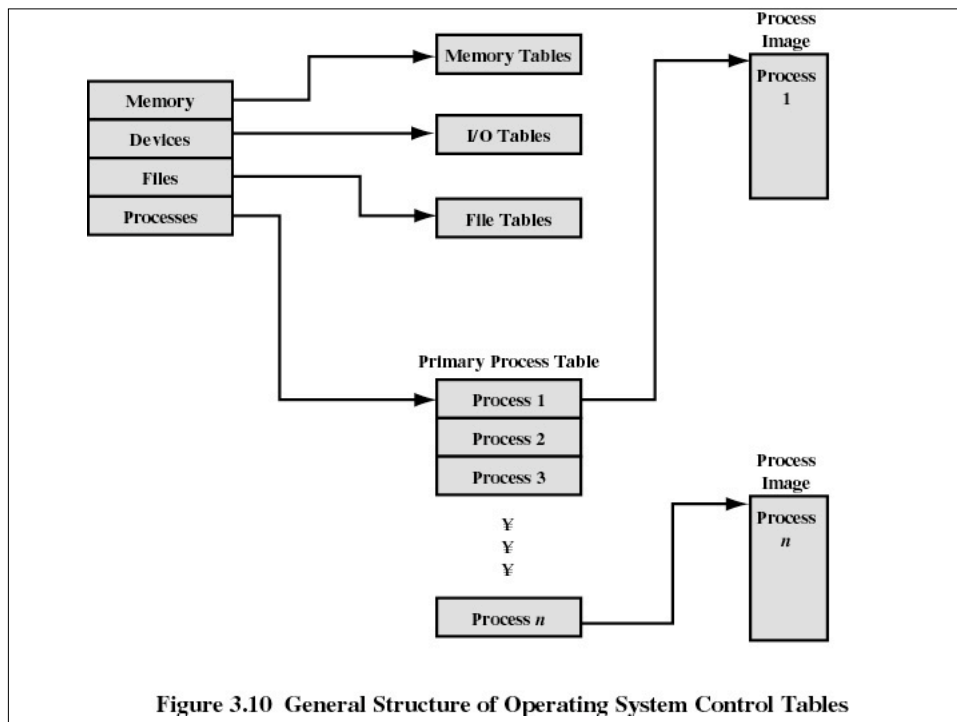 Memory
Devices
Files
Processes
Memory Tables
I/O Tables
File Tables
Primary Process Table
Process 1
Process 2
Process 3
¥
¥
¥
Process n
Process
Image
Process
1
Process
Image
Process
n
Figure 3.10 General Structure of Operating System Control Tables